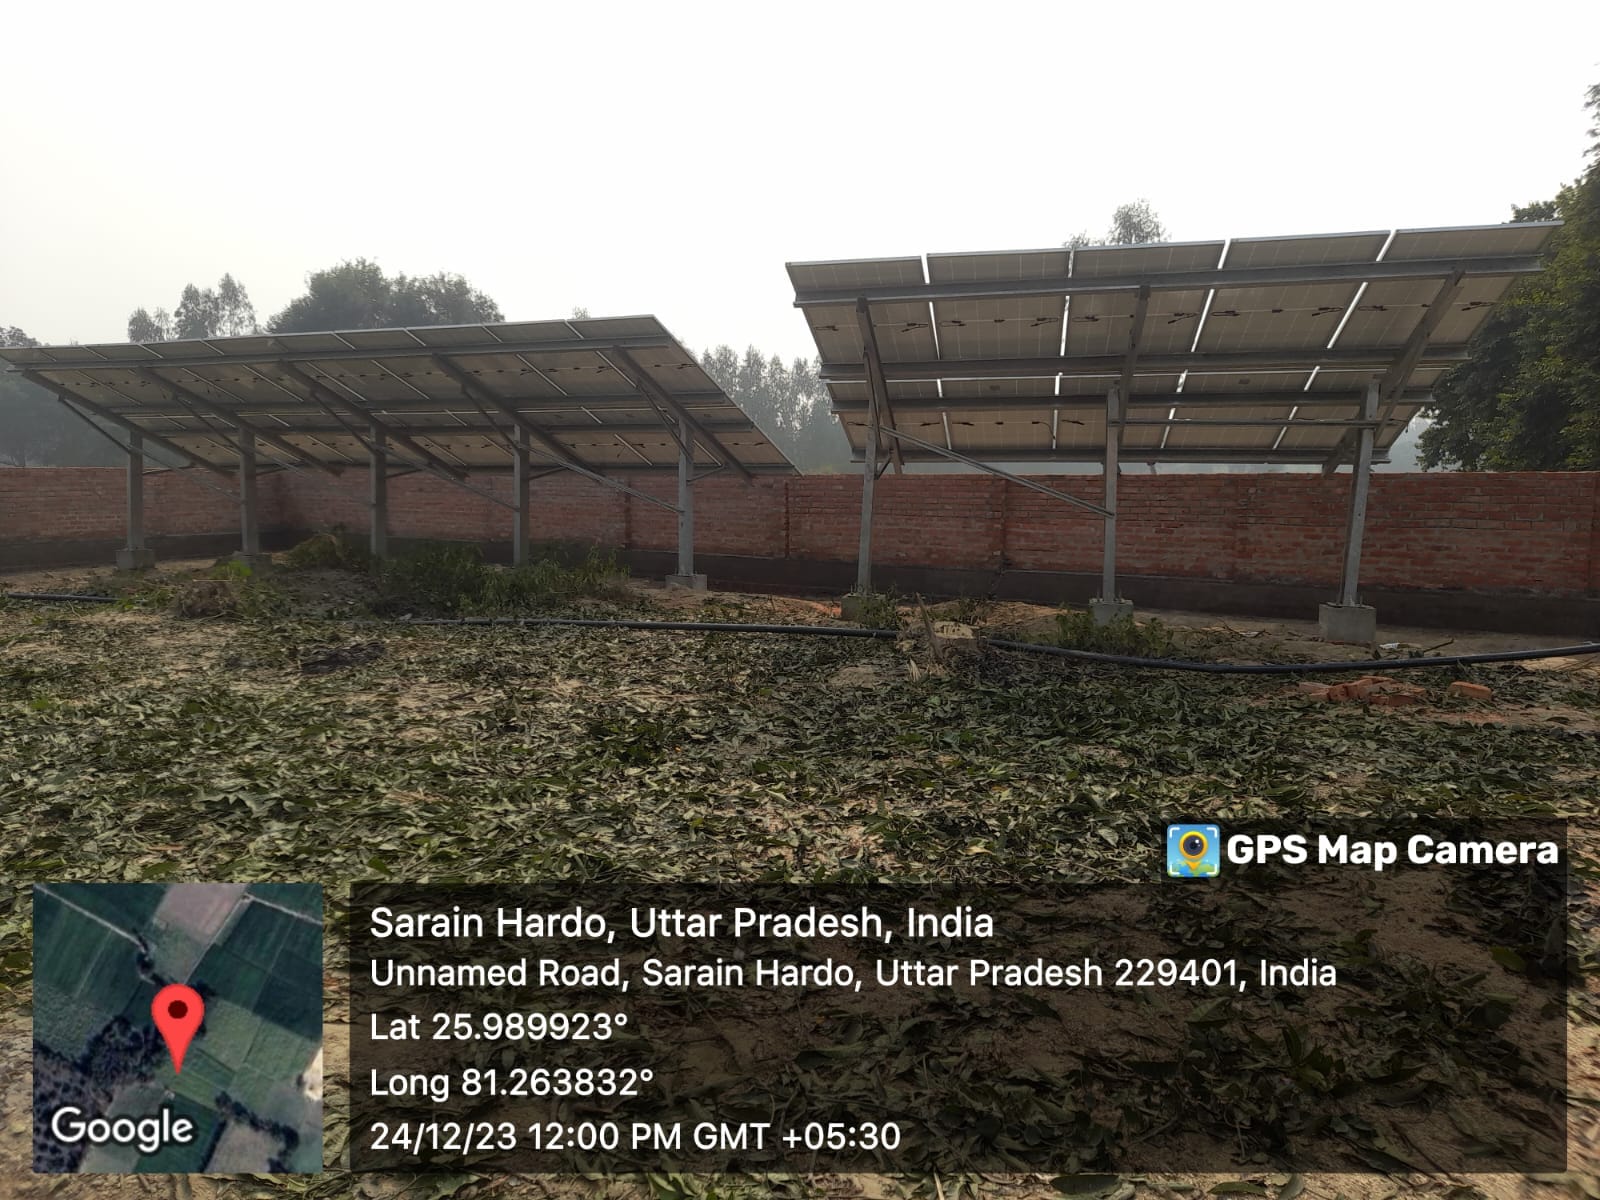 GPS Map Camera
Sarain Hardo, Uttar Pradesh, India
Unnamed Road, Sarain Hardo, Uttar Pradesh 229401, India
Lat 25.989923°
Long 81.263832°
24/12/23 12:00 PM GMT +05:30
Google